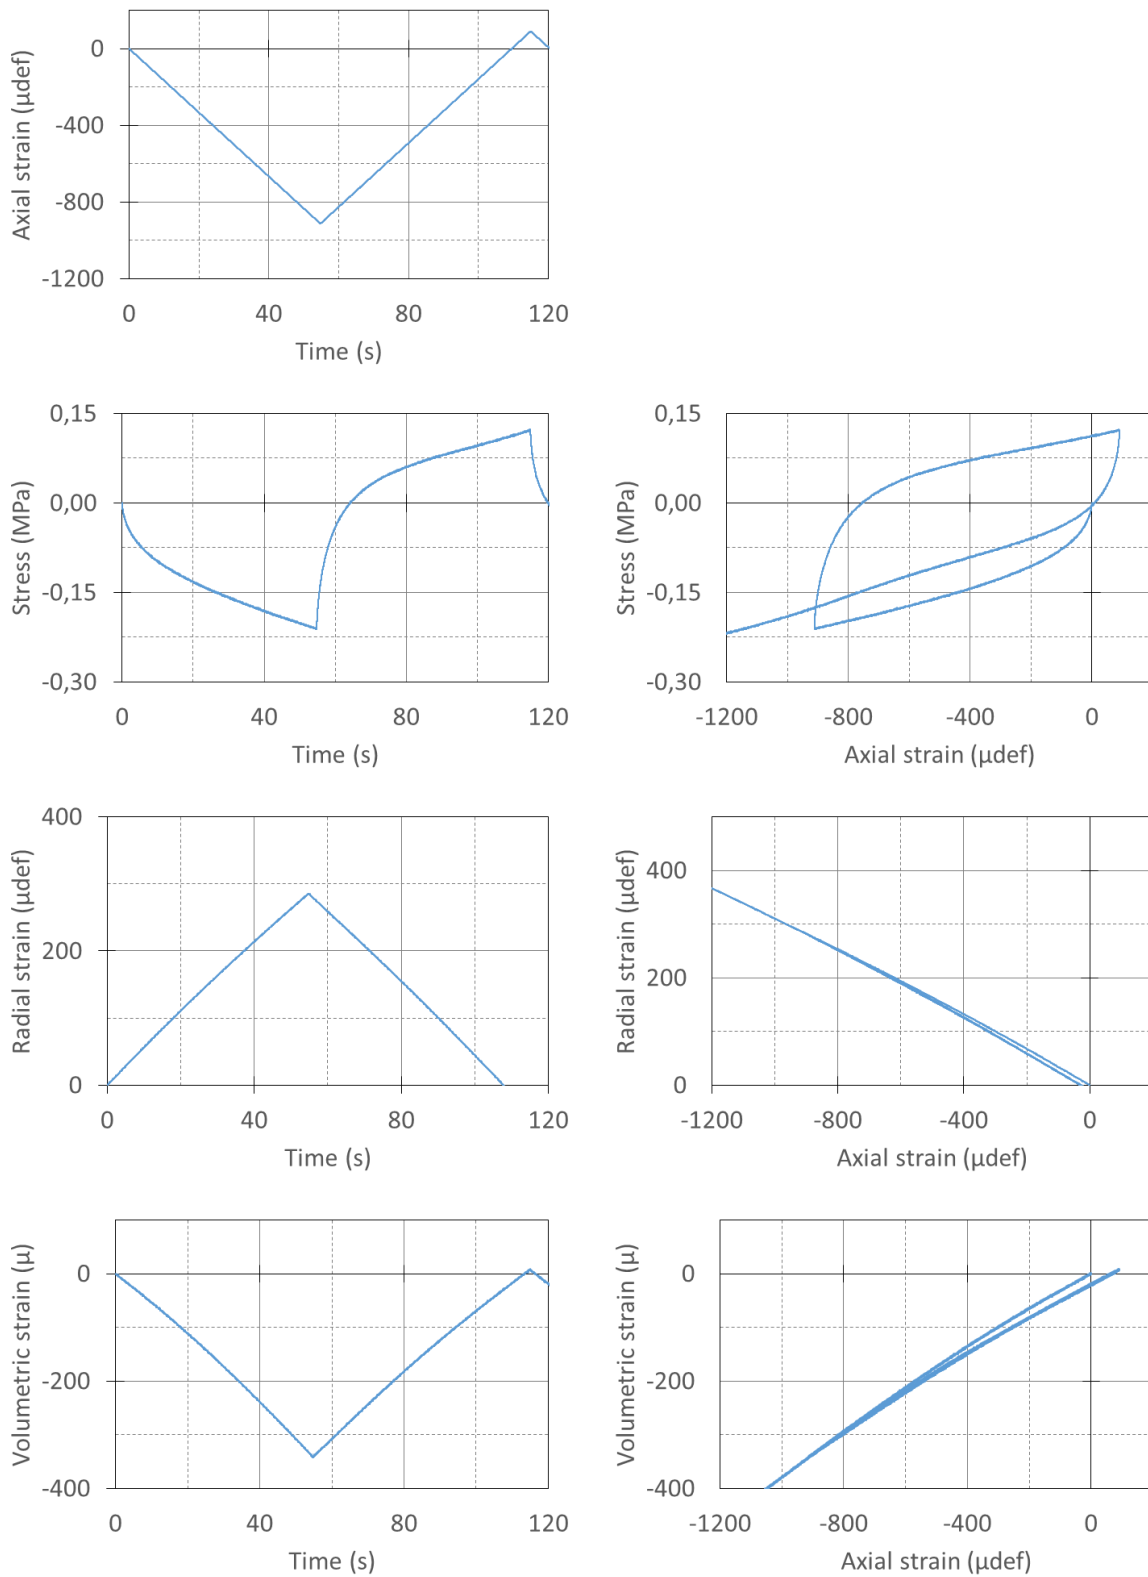 Axial strain (µdef)
0
-400
-800
-1200
0 40 80 120
Time (s)
Stress (MPa)
0,15
0,00
-0,15
-0,30
0 40 80 120
Time (s)
Stress (MPa)
0,15
0,00
-0,15
-0,30
-1200 -800 -400 0
Axial strain (µdef)
Radial strain (µdef)
400
200
0
0 40 80 120
Time (s)
Radial strain (µdef)
400
200
0
-1200 -800 -400 0
Axial strain (µdef)
Volumetric strain (µ)
0
-200
-400
0 40 80 120
Time (s)
Volumetric strain (µ)
0
-200
-400
-1200 -800 -400 0
Axial strain (µdef)